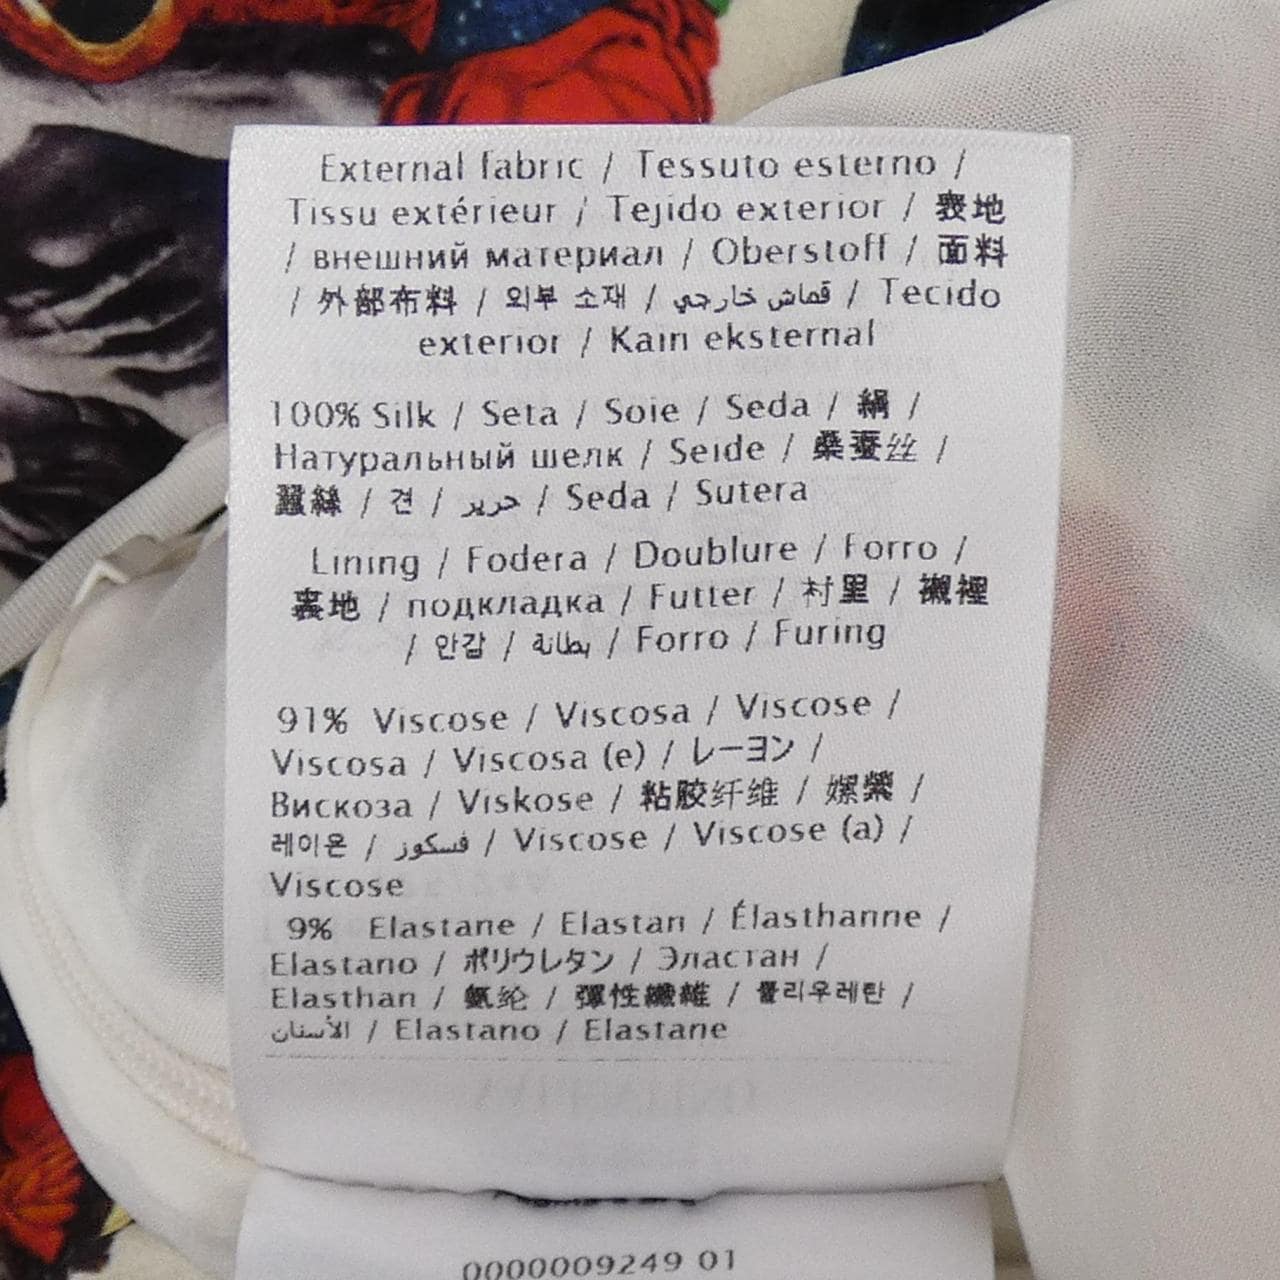 External fabric / Tessuto esterno /
Tissu extérieur / Tejido exterior / 表地
/ внешний материал / Oberstoff / 面料
/ 外部布料 / 외부 소재 / قماش خارجي / Tecido
exterior / Kain eksternal
100% Silk / Seta / Soie / Seda / 絹 /
Натуральный шелк / Seide / 桑蚕丝 /
蠶絲 / 견 / حرير / Seda / Sutera
Lining / Fodera / Doublure / Forro /
裏地 / подкладка / Futter / 村里 / 襯裡
/ 안감 / بطانة / Forro / Furing
91% Viscose / Viscosa / Viscose /
Viscosa / Viscosa (e) / レーヨン /
Вискоза / Viskose / 粘胶纤维 / 嫘縈 /
레이온 / فسكوز / Viscose / Viscose (a) /
Viscose
9% Elastane / Elastan / Élasthanne /
Elastano / ポリウレタン / Эластан /
Elasthan / 氨纶 / 彈性纖維 / 폴리우레탄 /
الأسنان / Elastano / Elastane
0000009249 01